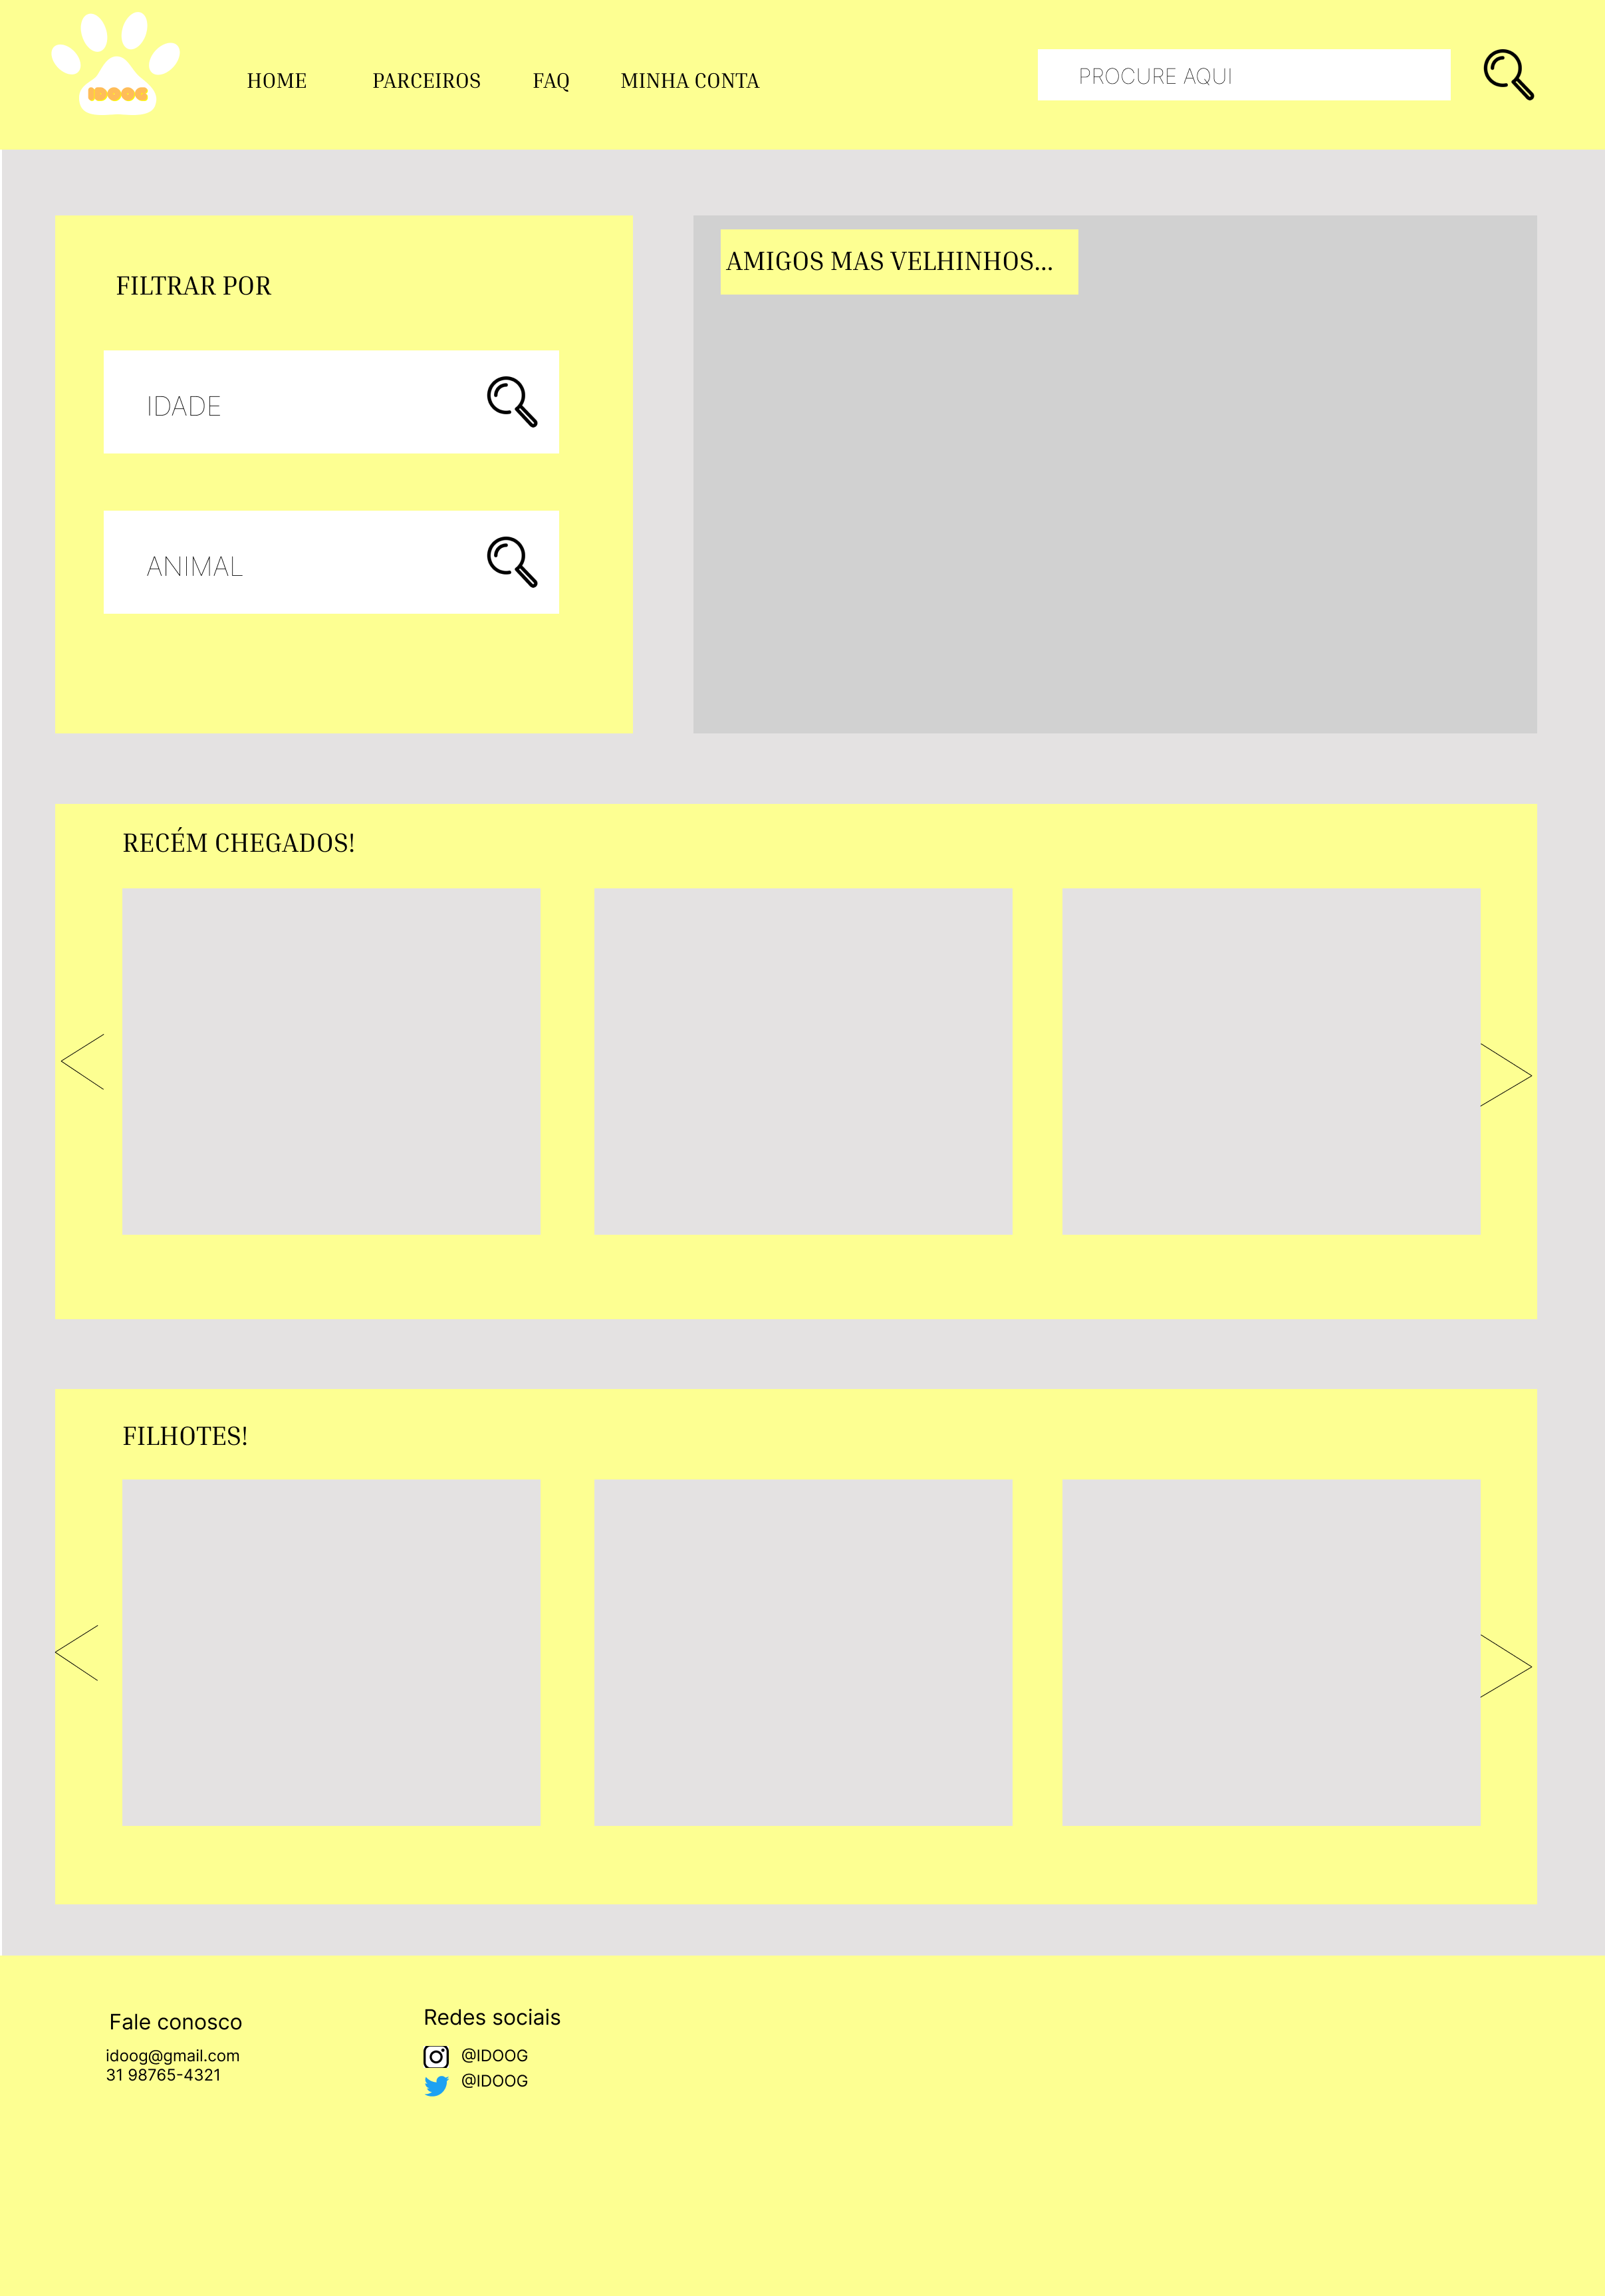 IDOOG
HOME
PARCEIROS
FAQ
MINHA CONTA
PROCURE AQUI
FILTRAR POR
IDADE
ANIMAL
AMIGOS MAS VELHINHOS...
RECÉM CHEGADOS!
FILHOTES!
Fale conosco
idoog@gmail.com
31 98765-4321
Redes sociais
@IDOOG
@IDOOG